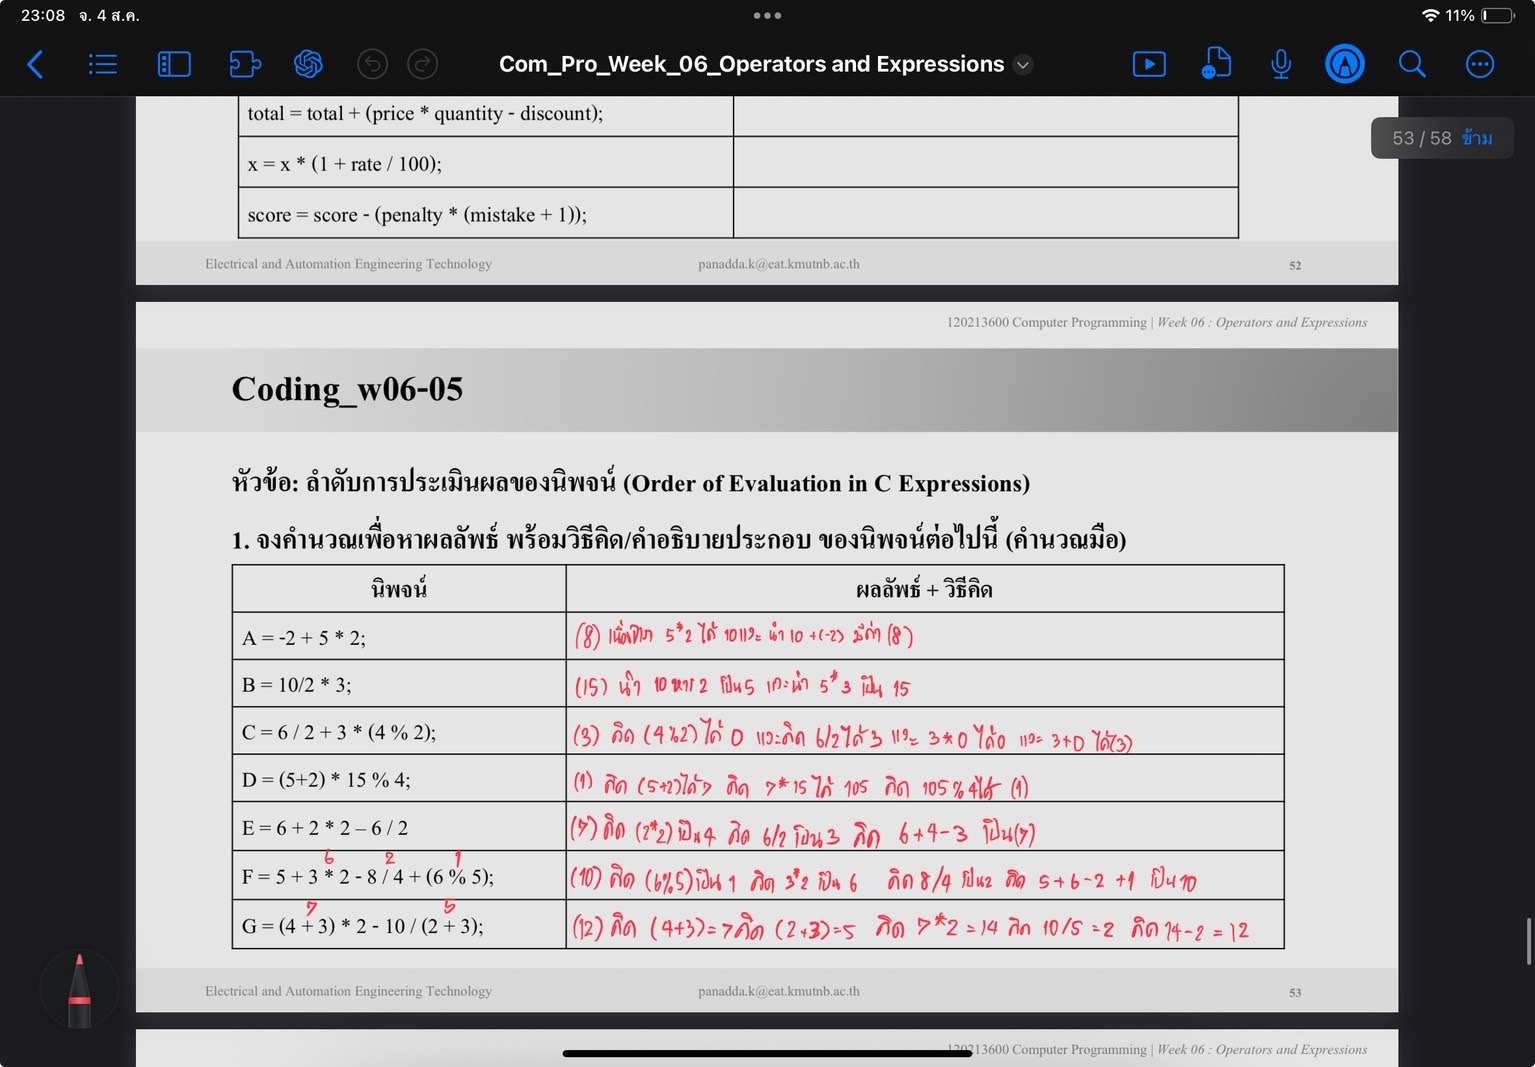 23:08 จ. 4 ส.ค.
11%
Com_Pro_Week_06_Operators and Expressions
53 / 58 ข้าม
total = total + (price * quantity - discount);
x = x * (1 + rate / 100);
score = score - (penalty * (mistake + 1));
Electrical and Automation Engineering Technology panadda.k@eat.kmutnb.ac.th 52
120213600 Computer Programming | Week 06 : Operators and Expressions
Coding_w06-05
หัวข้อ: ลำดับการประเมินผลของนิพจน์ (Order of Evaluation in C Expressions)
1. จงคำนวณเพื่อหาผลลัพธ์ พร้อมวิธีคิด/คำอธิบายประกอบ ของนิพจน์ต่อไปนี้ (คำนวณมือ)
นิพจน์ ผลลัพธ์ + วิธีคิด
A = -2 + 5 * 2; (8) 5*2 ได้ 10 และ นำ 10 +(-2) มีค่า (8)
B = 10/2 * 3; (15) นำ 10 หาร 2 เป็น 5 และนำ 5*3 เป็น 15
C = 6 / 2 + 3 * (4 % 2); (3) คิด (4%2) ได้ 0 และคิด 6/2 ได้ 3 และ 3*0 ได้ 0 และ 3+0 ได้ (3)
D = (5+2) * 15 % 4; (1) คิด (5+2) ได้ 7 คิด 7*15 ได้ 105 คิด 105%4 ได้ (1)
E = 6 + 2 * 2 – 6 / 2 (7) คิด (2*2) เป็น 4 คิด 6/2 เป็น 3 คิด 6+4-3 เป็น (7)
6 2 1
F = 5 + 3 * 2 - 8 / 4 + (6 % 5); (10) คิด (6%5) เป็น 1 คิด 3*2 เป็น 6 คิด 8/4 เป็น 2 คิด 5+6-2+1 เป็น 10
7 5
G = (4 + 3) * 2 - 10 / (2 + 3); (12) คิด (4+3)=7 คิด (2+3)=5 คิด 7*2=14 คิด 10/5=2 คิด 14-2=12
Electrical and Automation Engineering Technology panadda.k@eat.kmutnb.ac.th 53
120213600 Computer Programming | Week 06 : Operators and Expressions